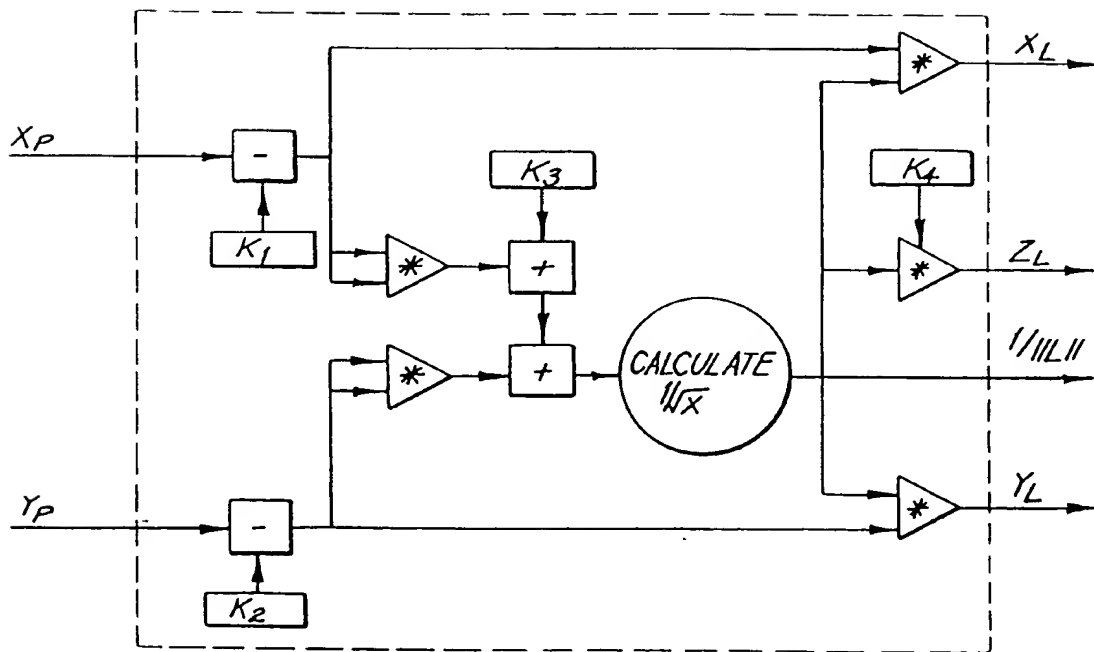 X_L
*
X_P
-
K_3
K_4
K_1
*
+
Z_L
*
1/||L||
*
+
CALCULATE
1/√X
Y_P
-
Y_L
*
K_2